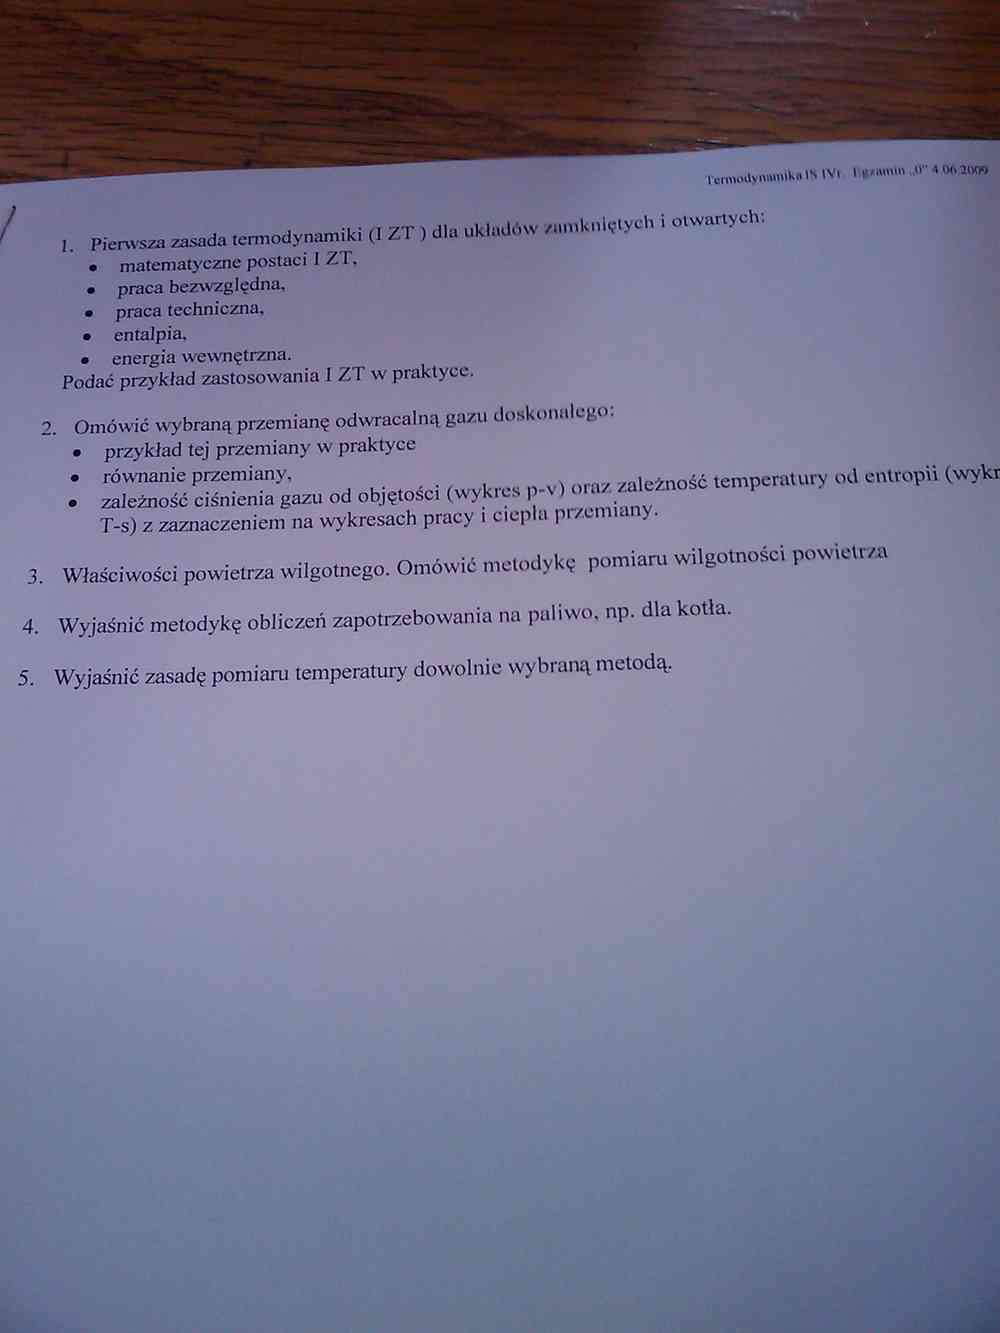 Termodynamika IS IVr. Egzamin „0” 4.06.2009
1. Pierwsza zasada termodynamiki (I ZT ) dla układów zamkniętych i otwartych:
• matematyczne postaci I ZT,
• praca bezwzględna,
• praca techniczna,
• entalpia,
• energia wewnętrzna.
Podać przykład zastosowania I ZT w praktyce.
2. Omówić wybraną przemianę odwracalną gazu doskonałego:
• przykład tej przemiany w praktyce
• równanie przemiany,
• zależność ciśnienia gazu od objętości (wykres p-v) oraz zależność temperatury od entropii (wykr
T-s) z zaznaczeniem na wykresach pracy i ciepła przemiany.
3. Właściwości powietrza wilgotnego. Omówić metodykę pomiaru wilgotności powietrza
4. Wyjaśnić metodykę obliczeń zapotrzebowania na paliwo, np. dla kotła.
5. Wyjaśnić zasadę pomiaru temperatury dowolnie wybraną metodą.